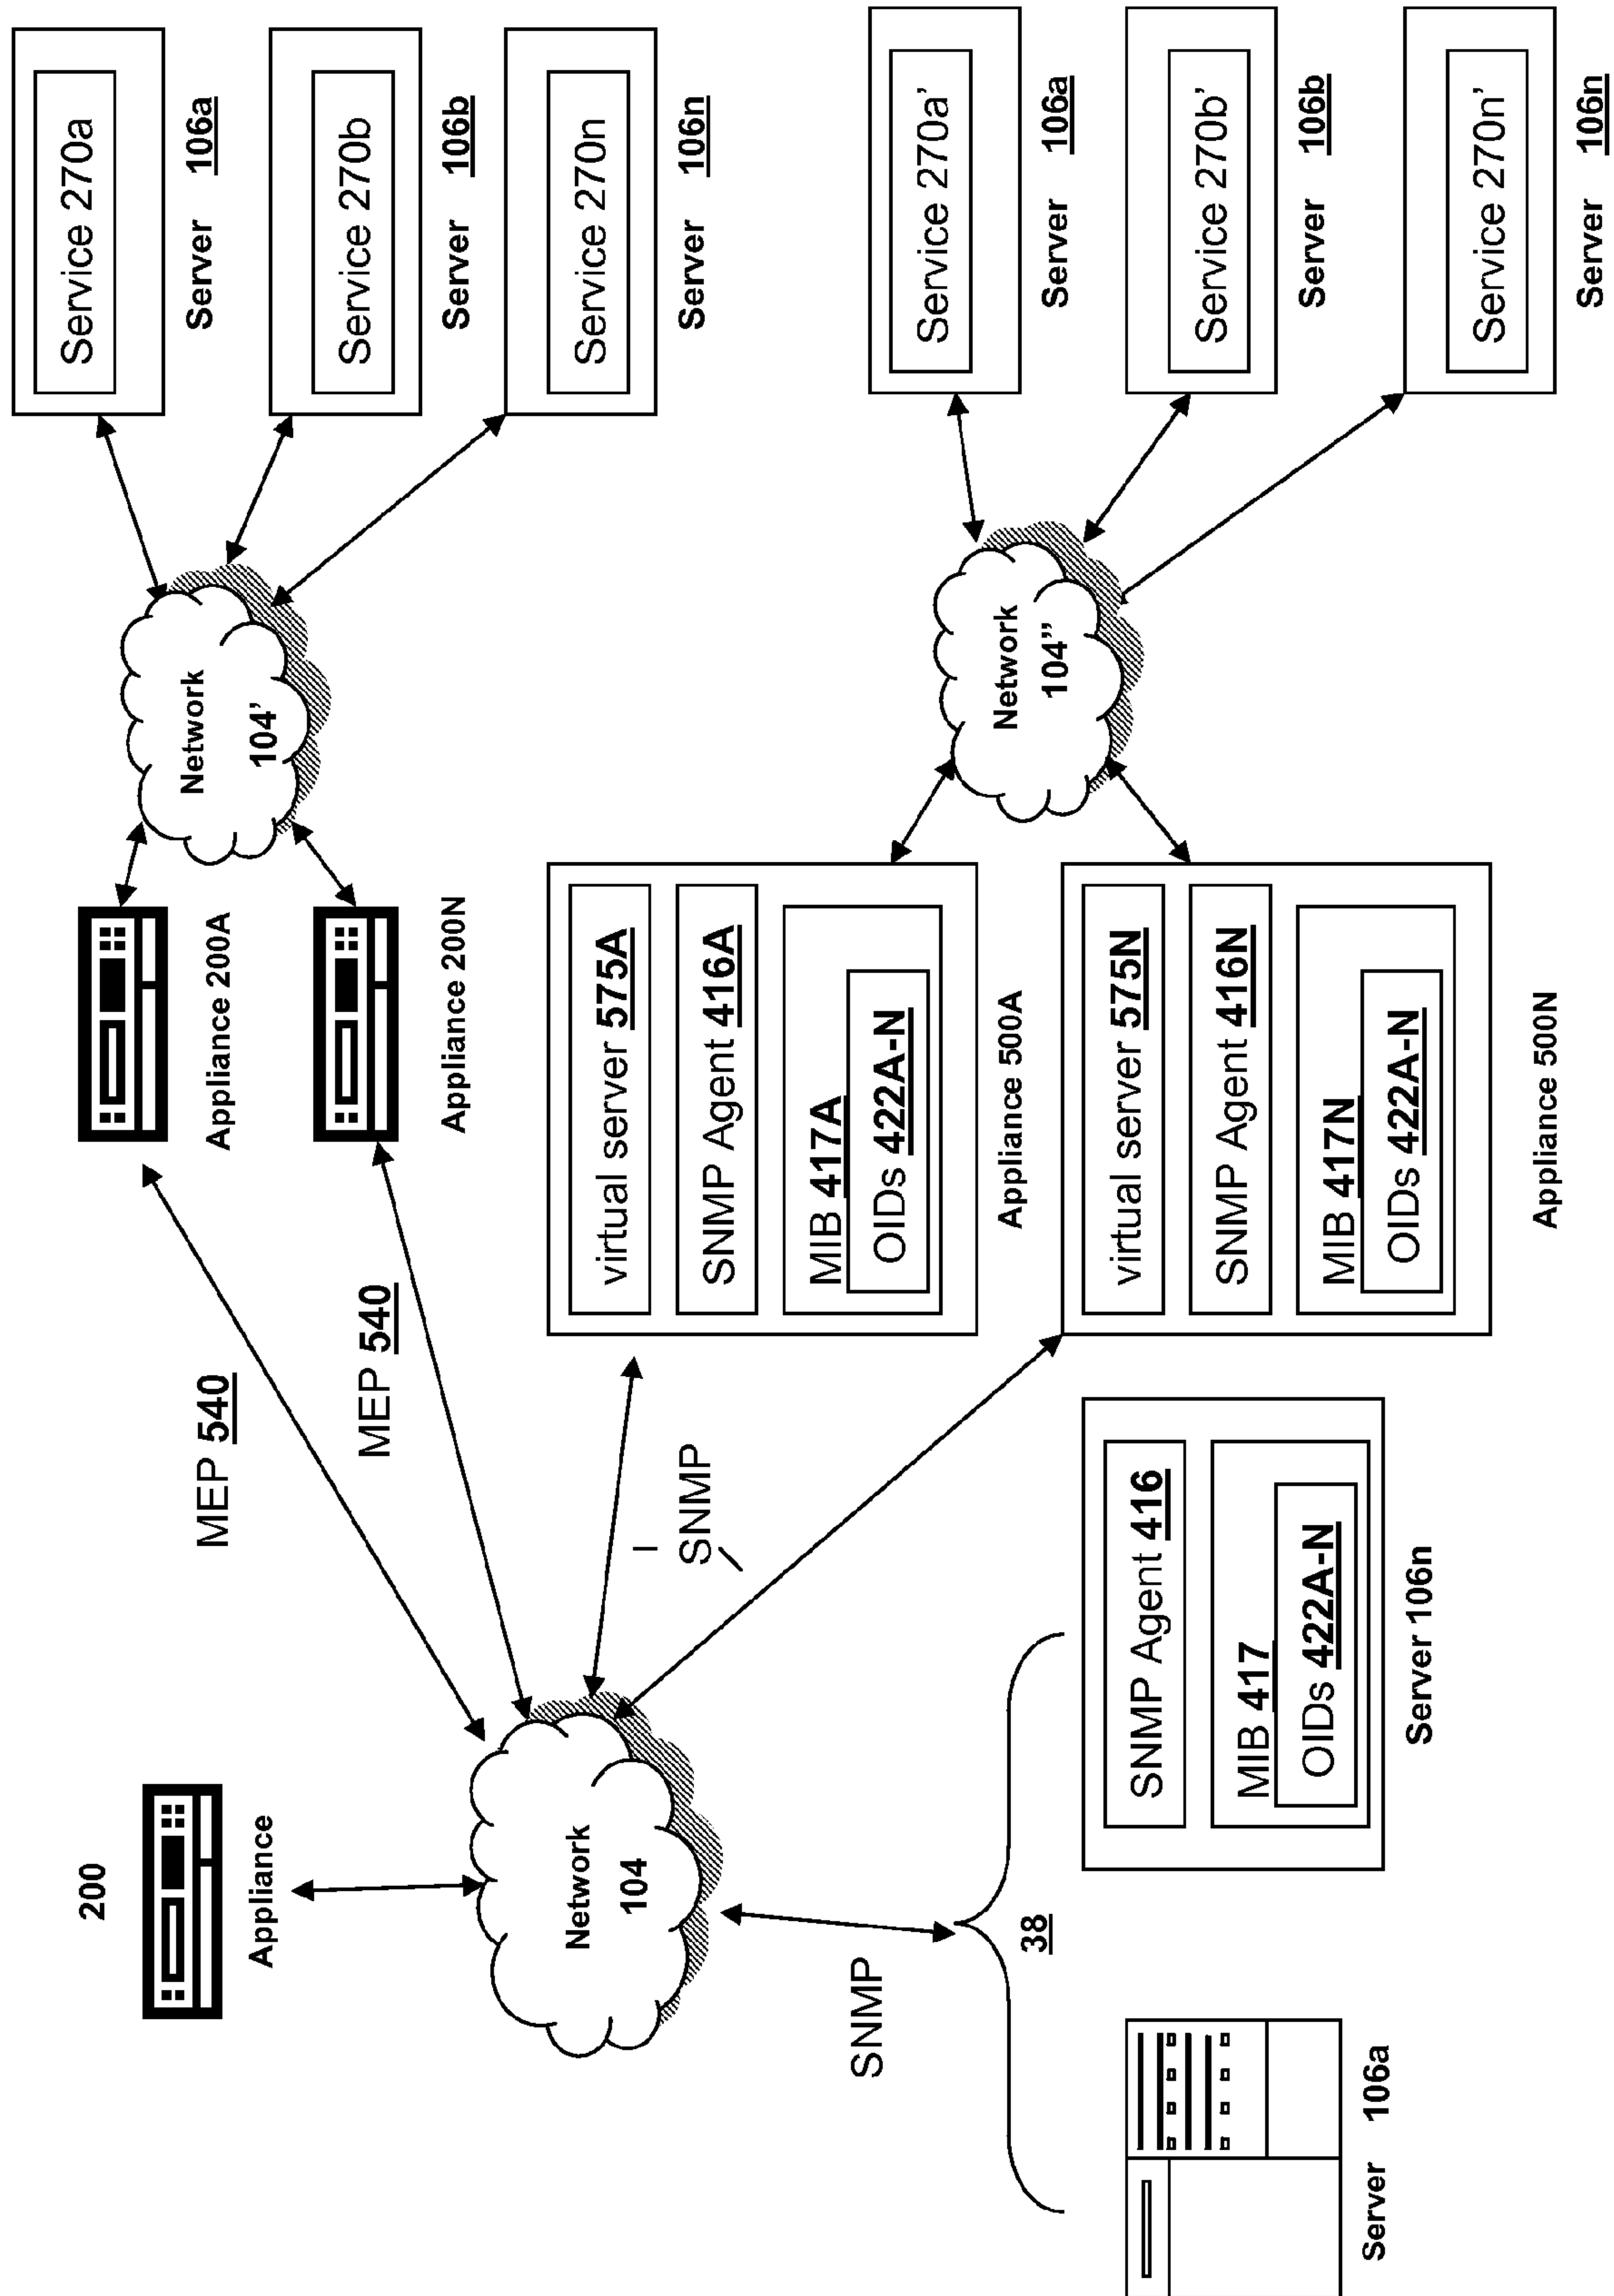 200
Appliance
Network
104
SNMP
38
Server 106a
SNMP Agent 416
MIB 417
OIDs 422A-N
Server 106n
MEP 540
MEP 540
SNMP
Appliance 200A
Appliance 200N
virtual server 575A
SNMP Agent 416A
MIB 417A
OIDs 422A-N
Appliance 500A
virtual server 575N
SNMP Agent 416N
MIB 417N
OIDs 422A-N
Appliance 500N
Network
104'
Network
104”
Service 270a
Server 106a
Service 270b
Server 106b
Service 270n
Server 106n
Service 270a'
Server 106a
Service 270b'
Server 106b
Service 270n'
Server 106n